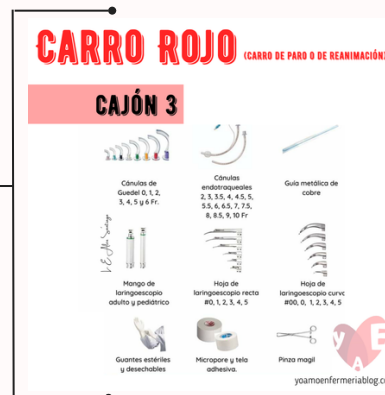 CARRO ROJO (CARRO DE PARO O DE REANIMACIÓN)
CAJÓN 3
Cánulas de
Guedel 0, 1, 2,
3, 4, 5 y 6 Fr.
Cánulas
endotraqueales
2, 3, 3.5, 4, 4.5, 5,
5.5, 6, 6.5, 7, 7.5,
8, 8.5, 9, 10 Fr
Guía metálica de
cobre
Mango de
laringoescopio
adulto y pediátrico
Hoja de
laringoescopio recta
#0, 1, 2, 3, 4, 5
Hoja de
laringoescopio curva
#00, 0, 1, 2, 3, 4, 5
Guantes estériles
y desechables
Micropore y tela
adhesiva.
Pinza magil
y E
A
yoamoenfermeriablog.co